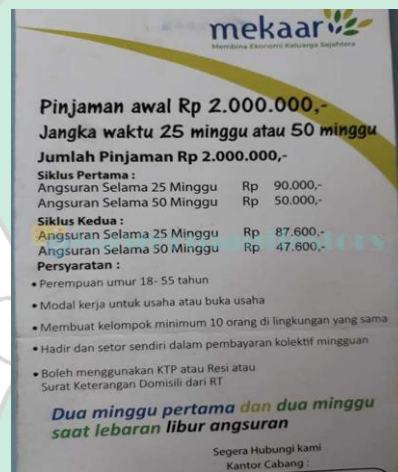 mekaar
Membina Ekonomi Keluarga Sejahtera
Pinjaman awal Rp 2.000.000,-
Jangka waktu 25 minggu atau 50 minggu
Jumlah Pinjaman Rp 2.000.000,-
Siklus Pertama :
Angsuran Selama 25 Minggu Rp 90.000,-
Angsuran Selama 50 Minggu Rp 50.000,-
Siklus Kedua :
Angsuran Selama 25 Minggu Rp 87.600,-
Angsuran Selama 50 Minggu Rp 47.600,-
Persyaratan :
• Perempuan umur 18- 55 tahun
• Modal kerja untuk usaha atau buka usaha
• Membuat kelompok minimum 10 orang di lingkungan yang sama
• Hadir dan setor sendiri dalam pembayaran kolektif mingguan
• Boleh menggunakan KTP atau Resi atau
Surat Keterangan Domisili dari RT
Dua minggu pertama dan dua minggu
saat lebaran libur angsuran
Segera Hubungi kami
Kantor Cabang :